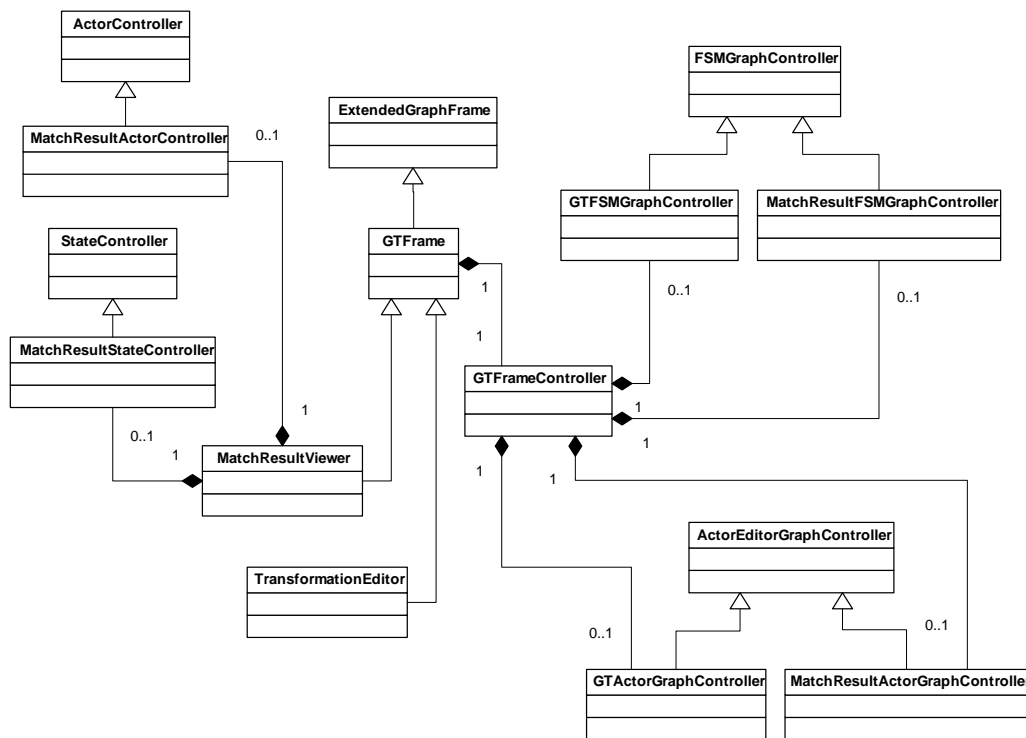 ActorController
FSMGraphController
ExtendedGraphFrame
MatchResultActorController
0..1
GTFSMGraphController
MatchResultFSMGraphController
StateController
GTFrame
1
0..1
0..1
1
MatchResultStateController
GTFrameController
1
1
0..1
1
1
MatchResultViewer
1
1
ActorEditorGraphController
TransformationEditor
0..1
0..1
GTActorGraphController
MatchResultActorGraphController